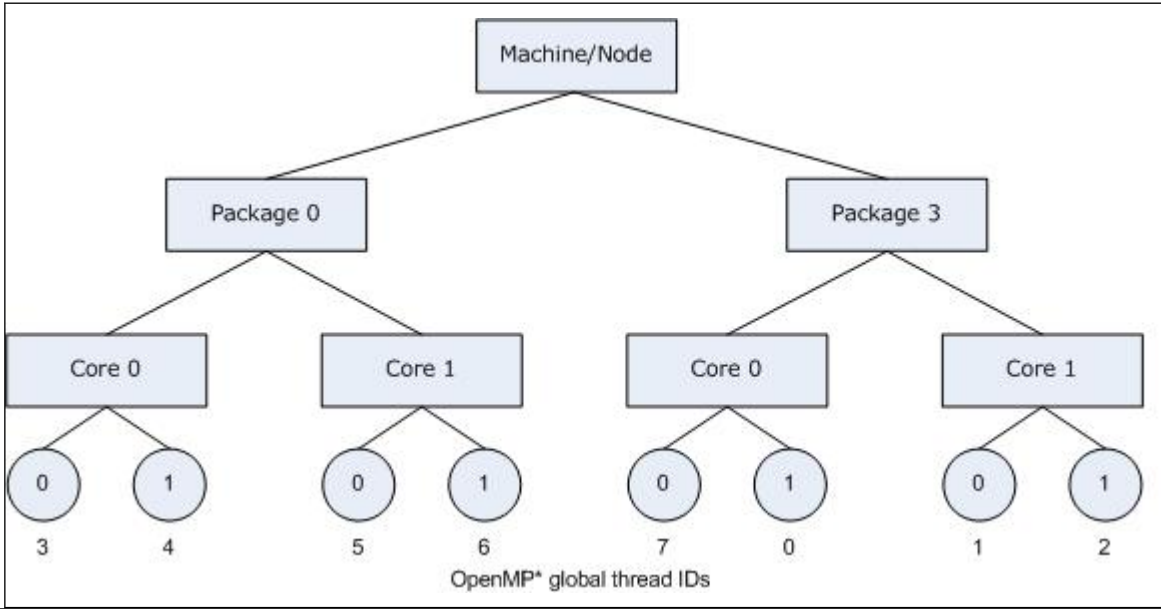 Machine/Node
Package 0 Package 3
Core 0 Core 1 Core 0 Core 1
0 1 0 1 0 1 0 1
3 4 5 6 7 0 1 2
OpenMP* global thread IDs